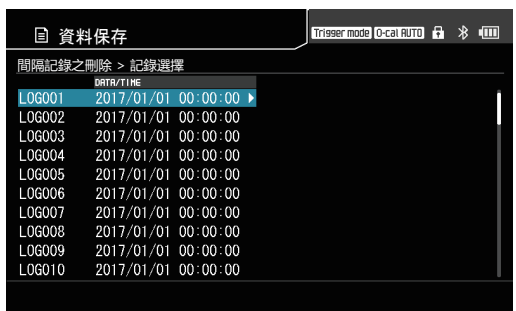 資料保存
Trigger mode 0-cal AUTO
間隔記錄之刪除 > 記錄選擇
DATA/TIME
LOG001 2017/01/01 00:00:00
LOG002 2017/01/01 00:00:00
LOG003 2017/01/01 00:00:00
LOG004 2017/01/01 00:00:00
LOG005 2017/01/01 00:00:00
LOG006 2017/01/01 00:00:00
LOG007 2017/01/01 00:00:00
LOG008 2017/01/01 00:00:00
LOG009 2017/01/01 00:00:00
LOG010 2017/01/01 00:00:00